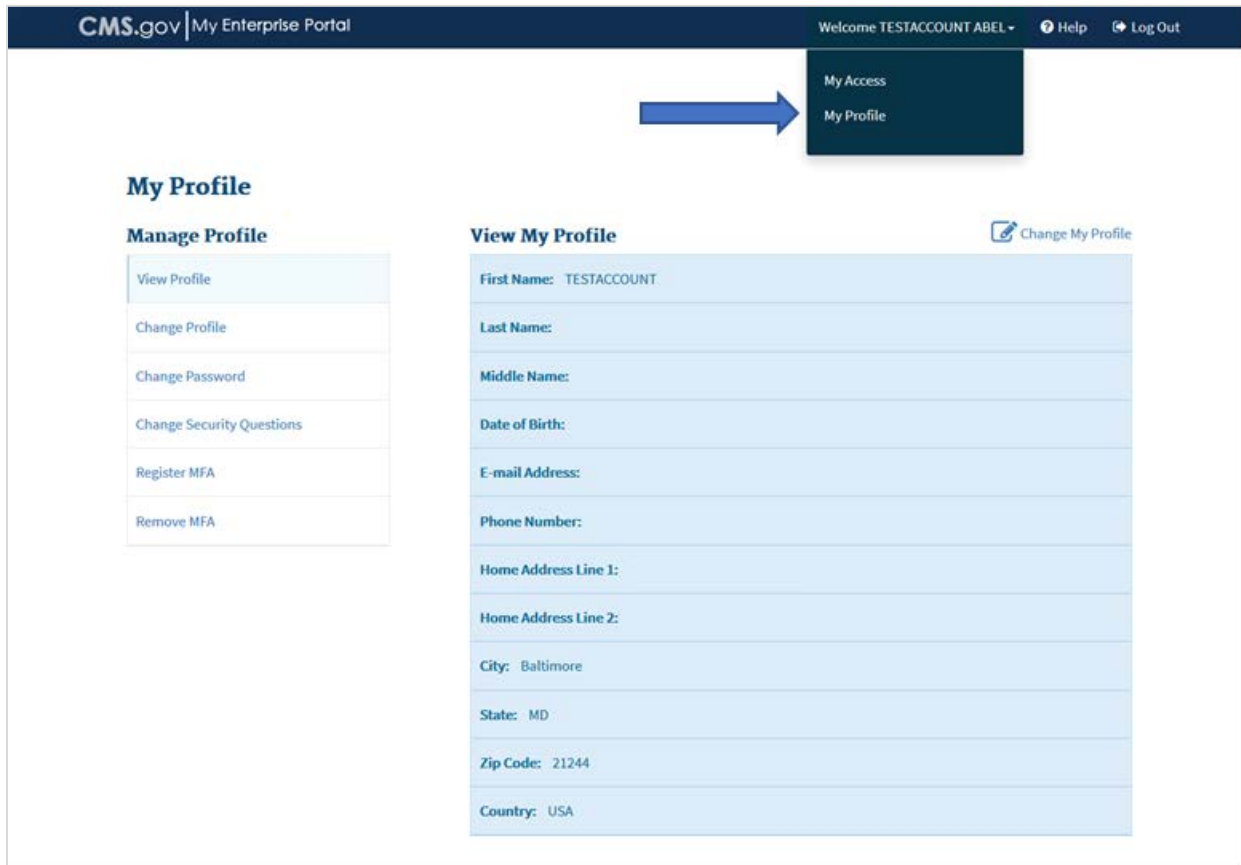 CMS.gov My Enterprise Portal
Welcome TESTACCOUNT ABEL Help Log Out
My Access
My Profile
My Profile
Manage Profile
View Profile
Change Profile
Change Password
Change Security Questions
Register MFA
Remove MFA
View My Profile
Change My Profile
First Name: TESTACCOUNT
Last Name:
Middle Name:
Date of Birth:
E-mail Address:
Phone Number:
Home Address Line 1:
Home Address Line 2:
City: Baltimore
State: MD
Zip Code: 21244
Country: USA